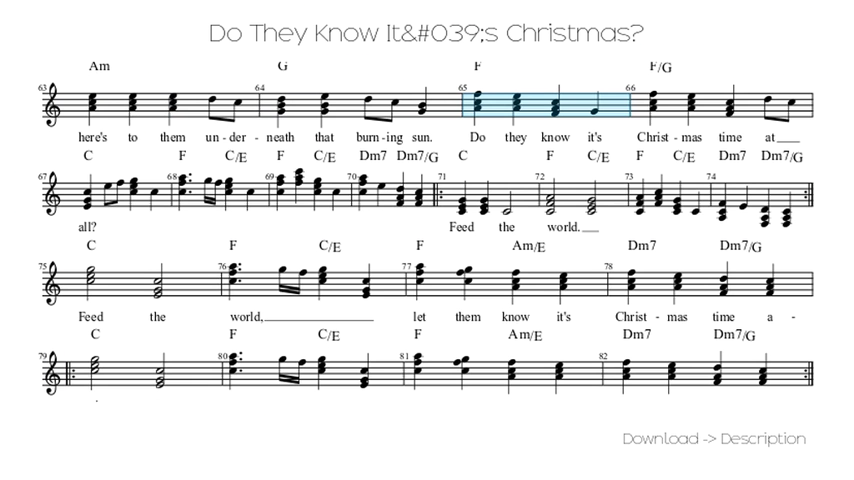 Do They Know It&#039;s Christmas?
Am G F F/G
63 64 65 66
here's to them un - der - neath that burn - ing sun. Do they know it's Christ - mas time at
C F C/E F C/E Dm7 Dm7/G C F C/E F C/E Dm7 Dm7/G
67 68 69 70 71 72 73 74
all? Feed the world.
C F C/E F Am/E Dm7 Dm7/G
75 76 77 78
Feed the world, let them know it's Christ - mas time a -
C F C/E F Am/E Dm7 Dm7/G
79 80 81 82
Download -> Description